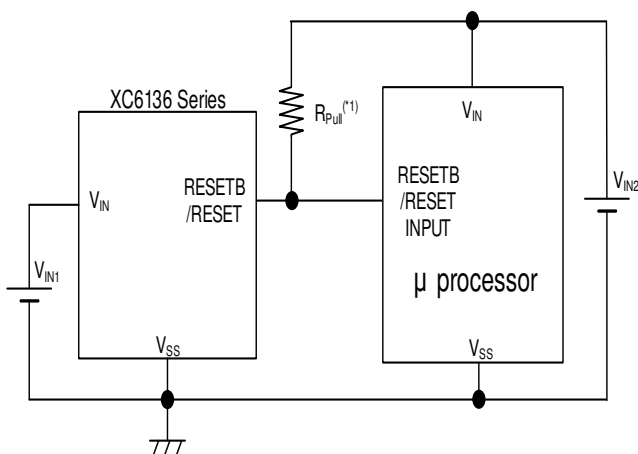 XC6136 Series
RPull(*1)
VIN
RESETB
/RESET
VIN
RESETB
/RESET
INPUT
VIN2
VIN1
μ processor
VSS
VSS